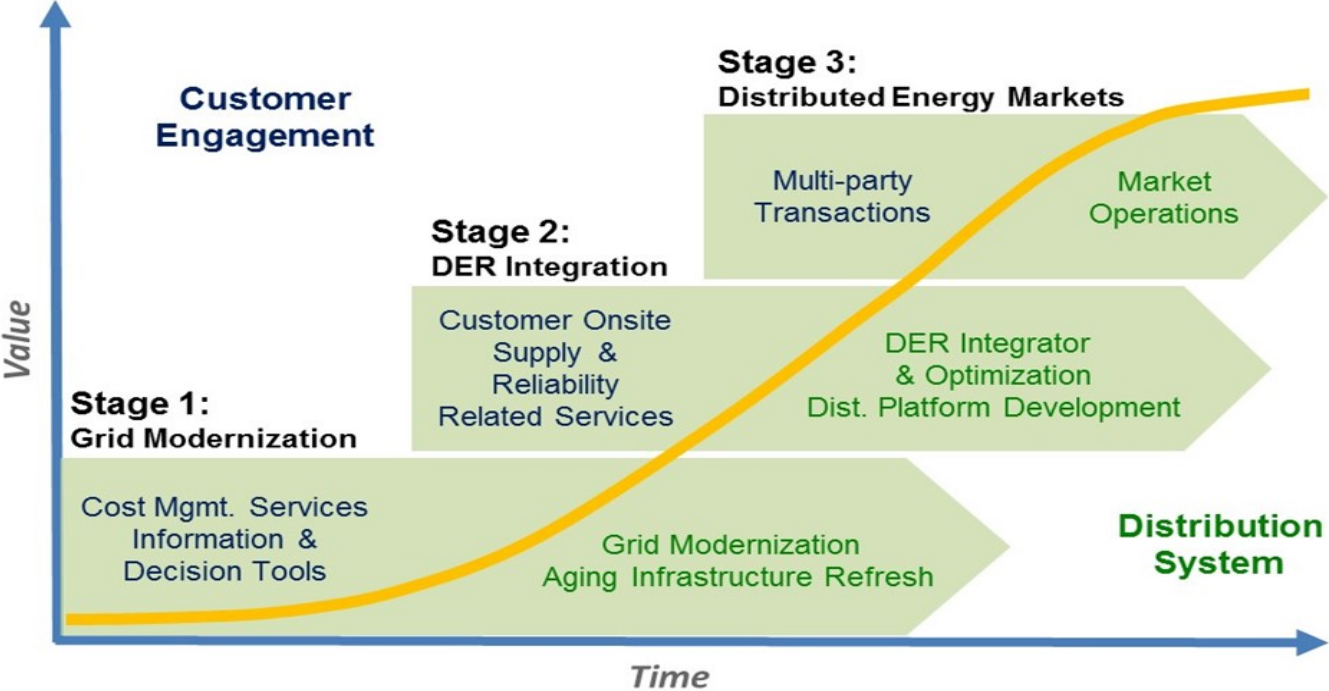 Customer
Engagement
Stage 3:
Distributed Energy Markets
Multi-party
Transactions
Market
Operations
Stage 2:
DER Integration
Customer Onsite
Supply &
Reliability
Related Services
DER Integrator
& Optimization
Dist. Platform Development
Value
Stage 1:
Grid Modernization
Cost Mgmt. Services
Information &
Decision Tools
Grid Modernization
Aging Infrastructure Refresh
Distribution
System
Time